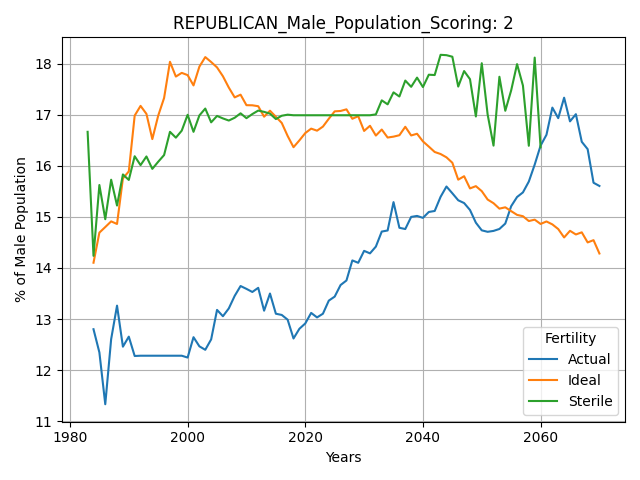 REPUBLICAN_Male_Population_Scoring: 2
% of Male Population
18
17
16
15
14
13
12
11
1980
2000
2020
2040
2060
Years
Fertility
Actual
Ideal
Sterile